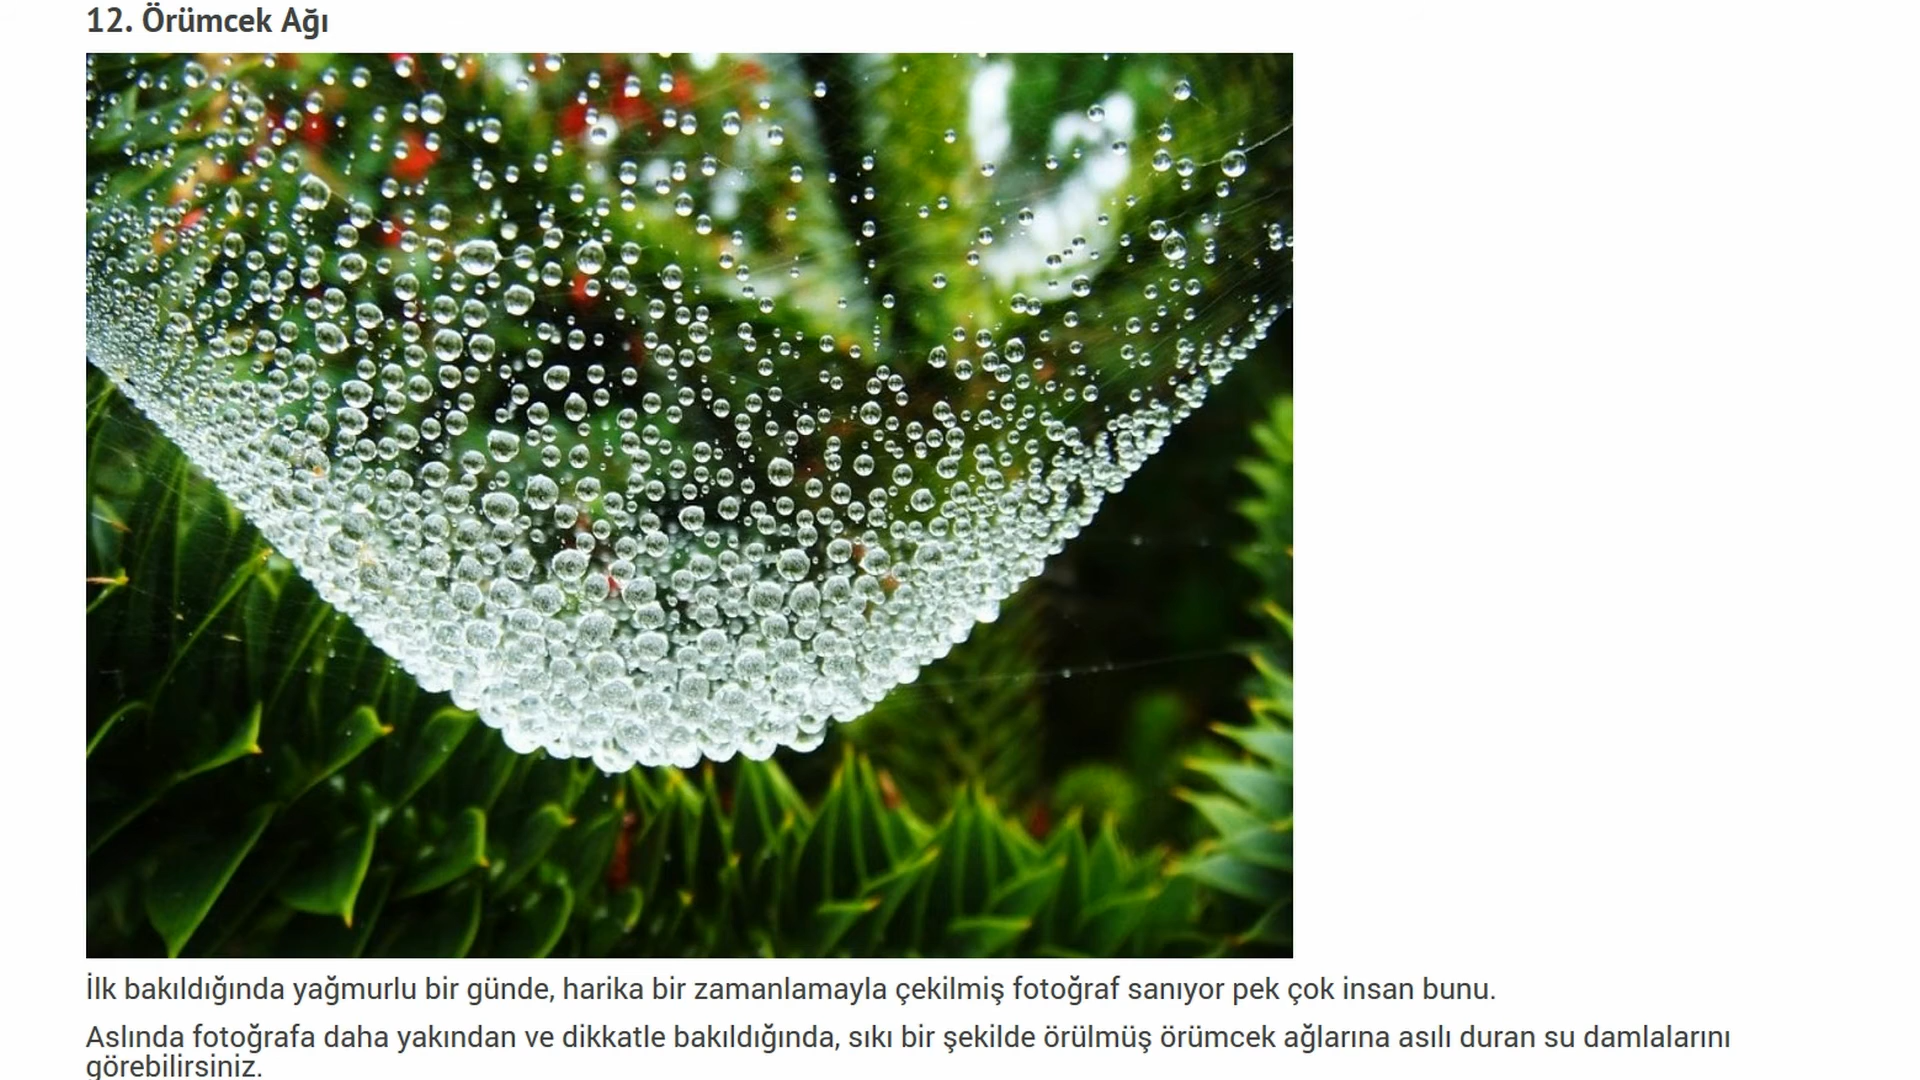 12. Örümcek Ağı
İlk bakıldığında yağmurlu bir günde, harika bir zamanlamayla çekilmiş fotoğraf sanıyor pek çok insan bunu.
Aslında fotoğrafa daha yakından ve dikkatle bakıldığında, sıkı bir şekilde örülmüş örümcek ağlarına asılı duran su damlalarını
görebilirsiniz.